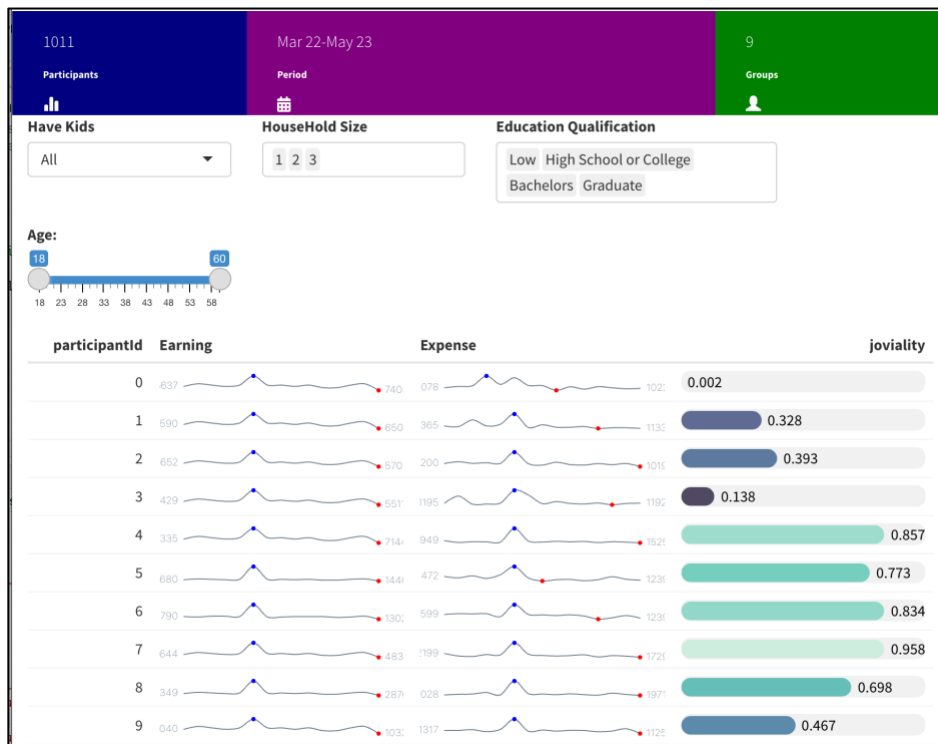 1011 Mar 22-May 23 9
Participants Period Groups
Have Kids HouseHold Size Education Qualification
All 1 2 3 Low High School or College
Bachelors Graduate
Age:
18 60
18 23 28 33 38 43 48 53 58
participantId Earning Expense joviality
0 637 740 078 0.002
1 590 650 365 0.328
2 652 570 200 0.393
3 429 0.138
4 335 949 0.857
5 680 472 0.773
6 790 599 0.834
7 644 483 0.958
8 349 028 0.698
9 040 0.467